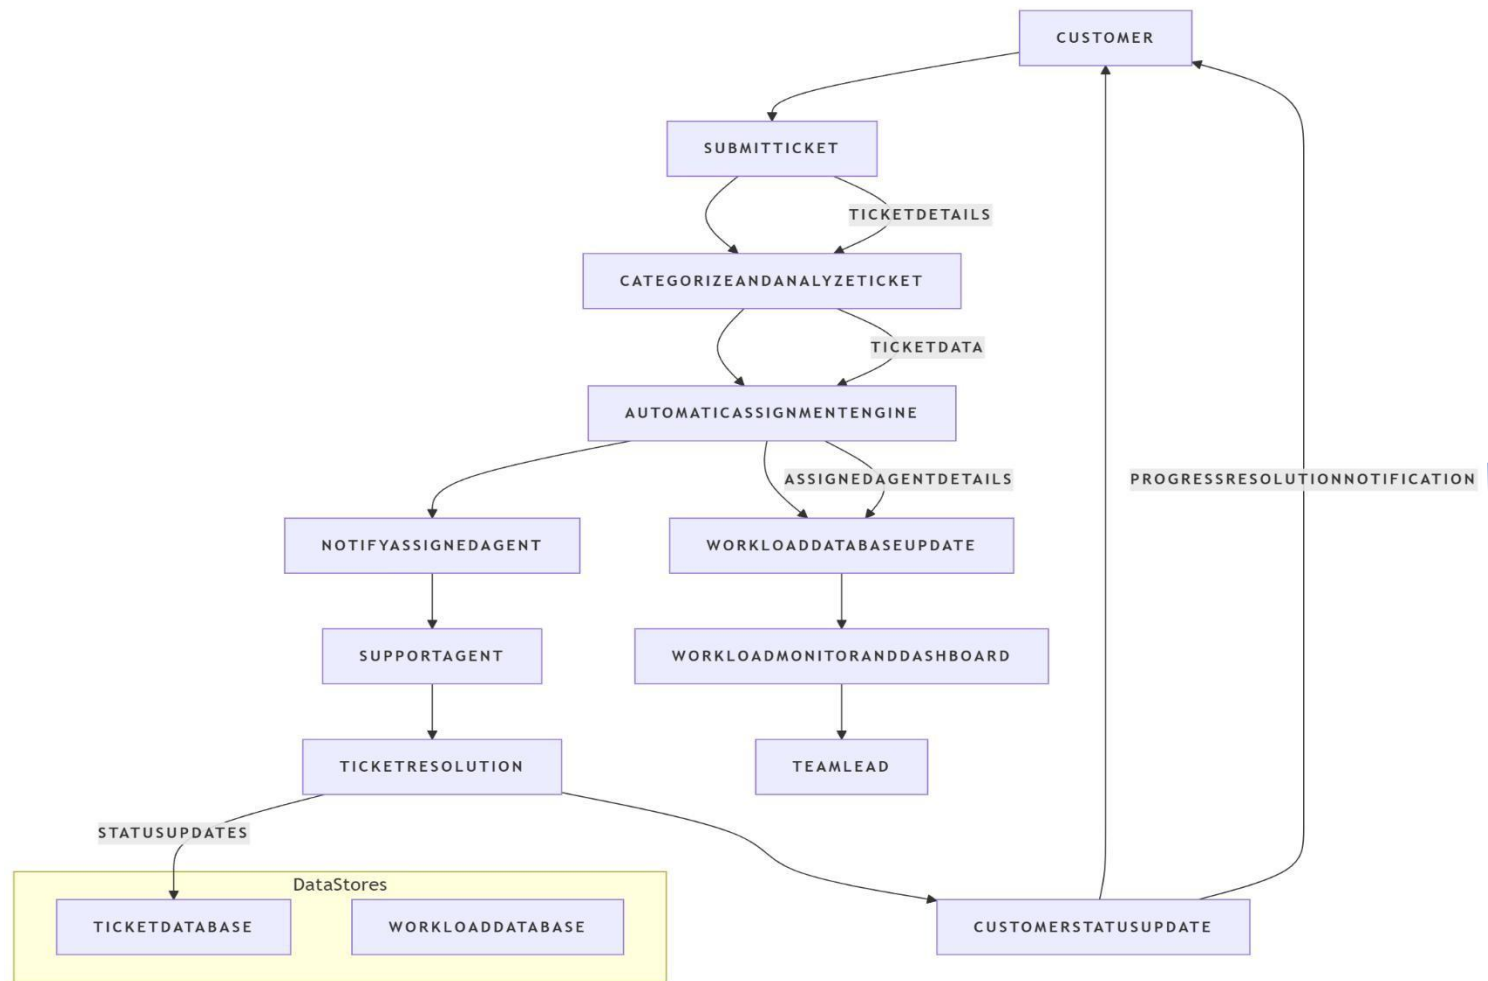 CUSTOMER
SUBMITTICKET
TICKETDETAILS
CATEGORIZEANDANALYZETICKET
TICKETDATA
AUTOMATICASSIGNMENTENGINE
ASSIGNEDAGENTDETAILS
PROGRESSRESOLUTIONNOTIFICATION
NOTIFYASSIGNEDAGENT
WORKLOADDATABASEUPDATE
SUPPORTAGENT
WORKLOADMONITORANDDASHBOARD
TICKETRESOLUTION
TEAMLEAD
STATUSUPDATES
DataStores
TICKETDATABASE
WORKLOADDATABASE
CUSTOMERSTATUSUPDATE